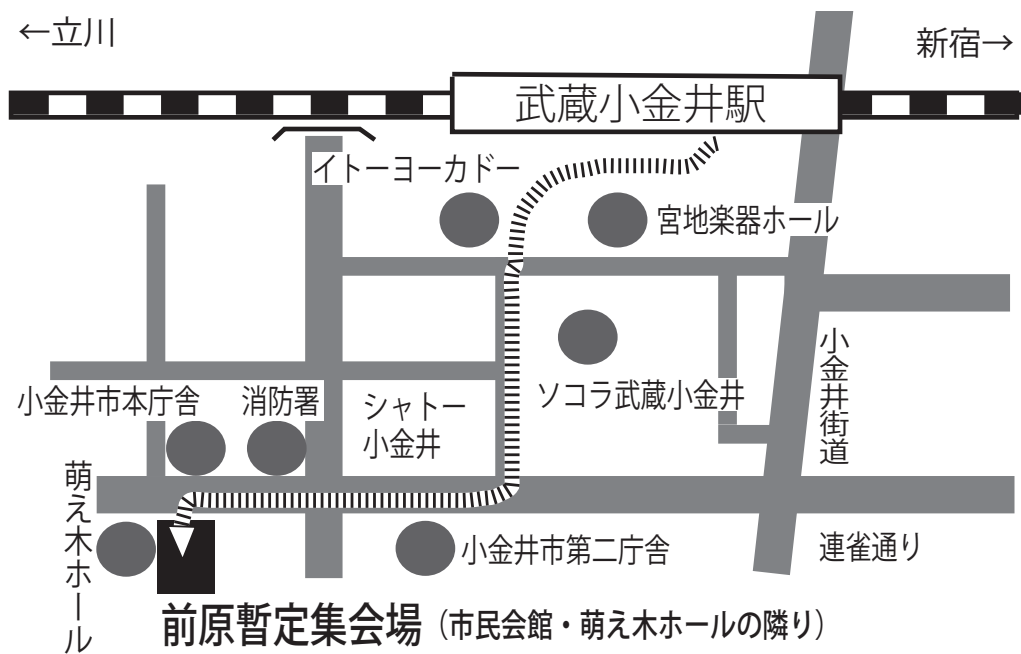 ←立川
新宿→
武蔵小金井駅
イトーヨーカドー
宮地楽器ホール
小金井街道
ソコラ武蔵小金井
小金井市本庁舎
消防署
シャトー
小金井
萌え木ホール
小金井市第二庁舎
連雀通り
前原暫定集会場（市民会館・萌え木ホールの隣り）